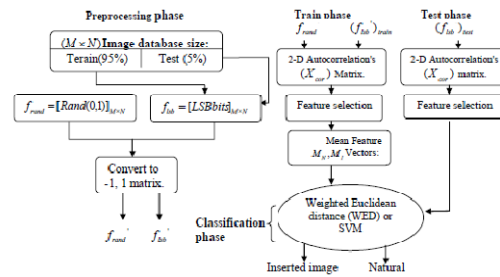 Preprocessing phase
(M × N) Image database size:
Terain(95%) Test (5%)
f_rand = [Rand(0,1)]_M×N
f_lsb = [LSBbits]_M×N
Convert to
-1, 1 matrix.
f_rand' f_lsb'
Train phase
f_rand' (f_lsb')_train
2-D Autocorrelation's
(X_cor) Matrix.
Feature selection
Mean Feature
M_N, M_I Vectors:
Test phase
(f_lsb')_test
2-D Autocorrelation's
(X_cor) matrix.
Feature selection
Classification
phase
Weighted Euclidean
distance (WED) or
SVM
Inserted image Natural